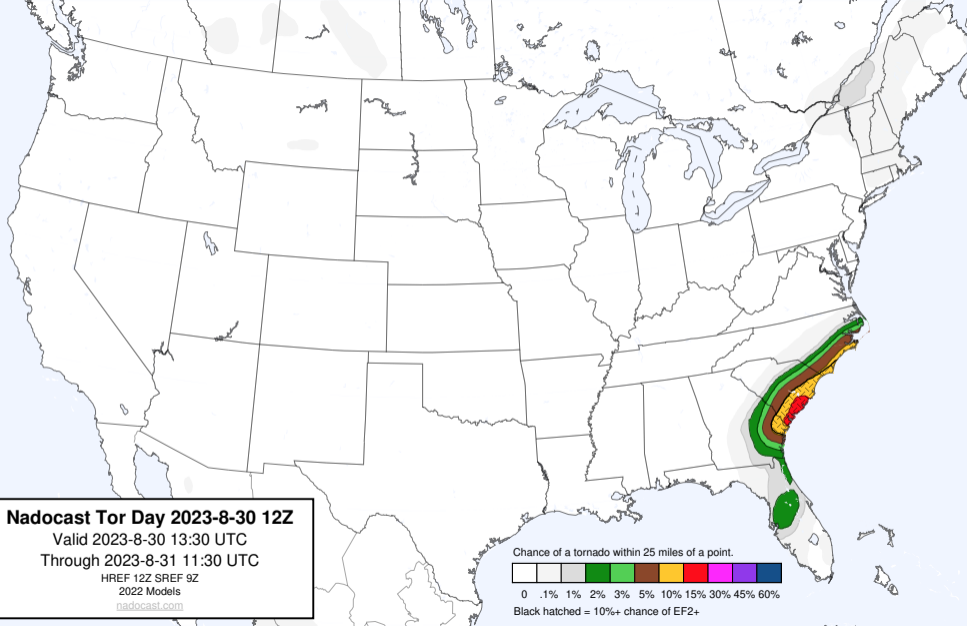 Nadocast Tor Day 2023-8-30 12Z
Valid 2023-8-30 13:30 UTC
Through 2023-8-31 11:30 UTC
HREF 12Z SREF 9Z
2022 Models
nadocast.com
Chance of a tornado within 25 miles of a point.
0 .1% 1% 2% 3% 5% 10% 15% 30% 45% 60%
Black hatched = 10%+ chance of EF2+